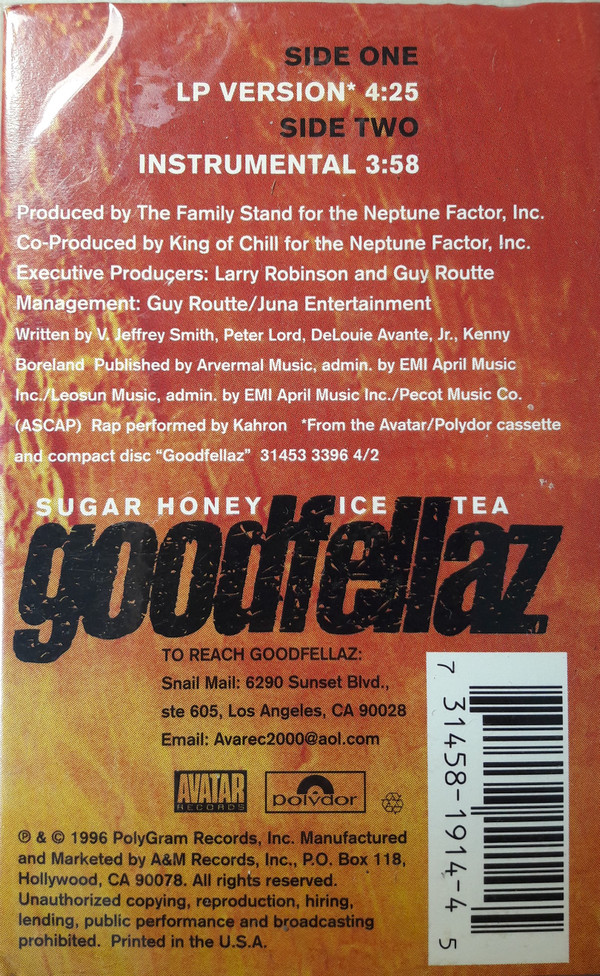 SIDE ONE
LP VERSION* 4:25
SIDE TWO
INSTRUMENTAL 3:58
Produced by The Family Stand for the Neptune Factor, Inc.
Co-Produced by King of Chill for the Neptune Factor, Inc.
Executive Producers: Larry Robinson and Guy Routte
Management: Guy Routte/Juna Entertainment
Written by V. Jeffrey Smith, Peter Lord, DeLouie Avante, Jr., Kenny
Boreland  Published by Arvermal Music, admin. by EMI April Music
Inc./Leosun Music, admin. by EMI April Music Inc./Pecot Music Co.
(ASCAP)  Rap performed by Kahron  *From the Avatar/Polydor cassette
and compact disc “Goodfellaz”  31453 3396 4/2
SUGAR HONEY ICE TEA
goodfellaz
TO REACH GOODFELLAZ:
Snail Mail: 6290 Sunset Blvd.,
ste 605, Los Angeles, CA 90028
Email: Avarec2000@aol.com
AVATAR
RECORDS
polydor
℗ & © 1996 PolyGram Records, Inc. Manufactured
and Marketed by A&M Records, Inc., P.O. Box 118,
Hollywood, CA 90078. All rights reserved.
Unauthorized copying, reproduction, hiring,
lending, public performance and broadcasting
prohibited.  Printed in the U.S.A.
7 31458-1914-4 5